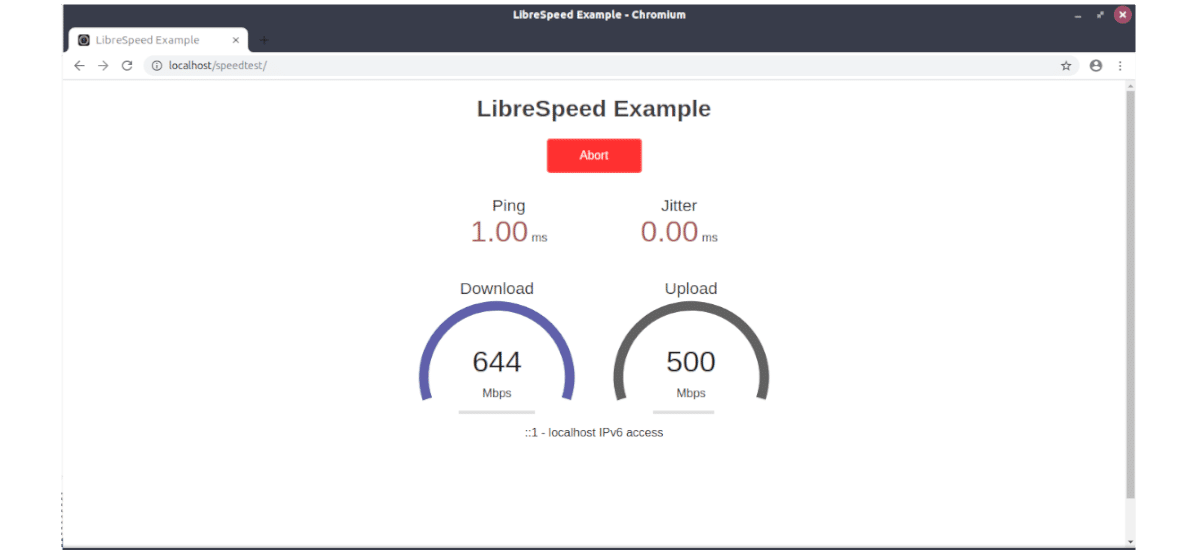 LibreSpeed Example - Chromium
LibreSpeed Example
localhost/speedtest/
LibreSpeed Example
Abort
Ping Jitter
1.00 ms 0.00 ms
Download Upload
644 500
Mbps Mbps
::1 - localhost IPv6 access